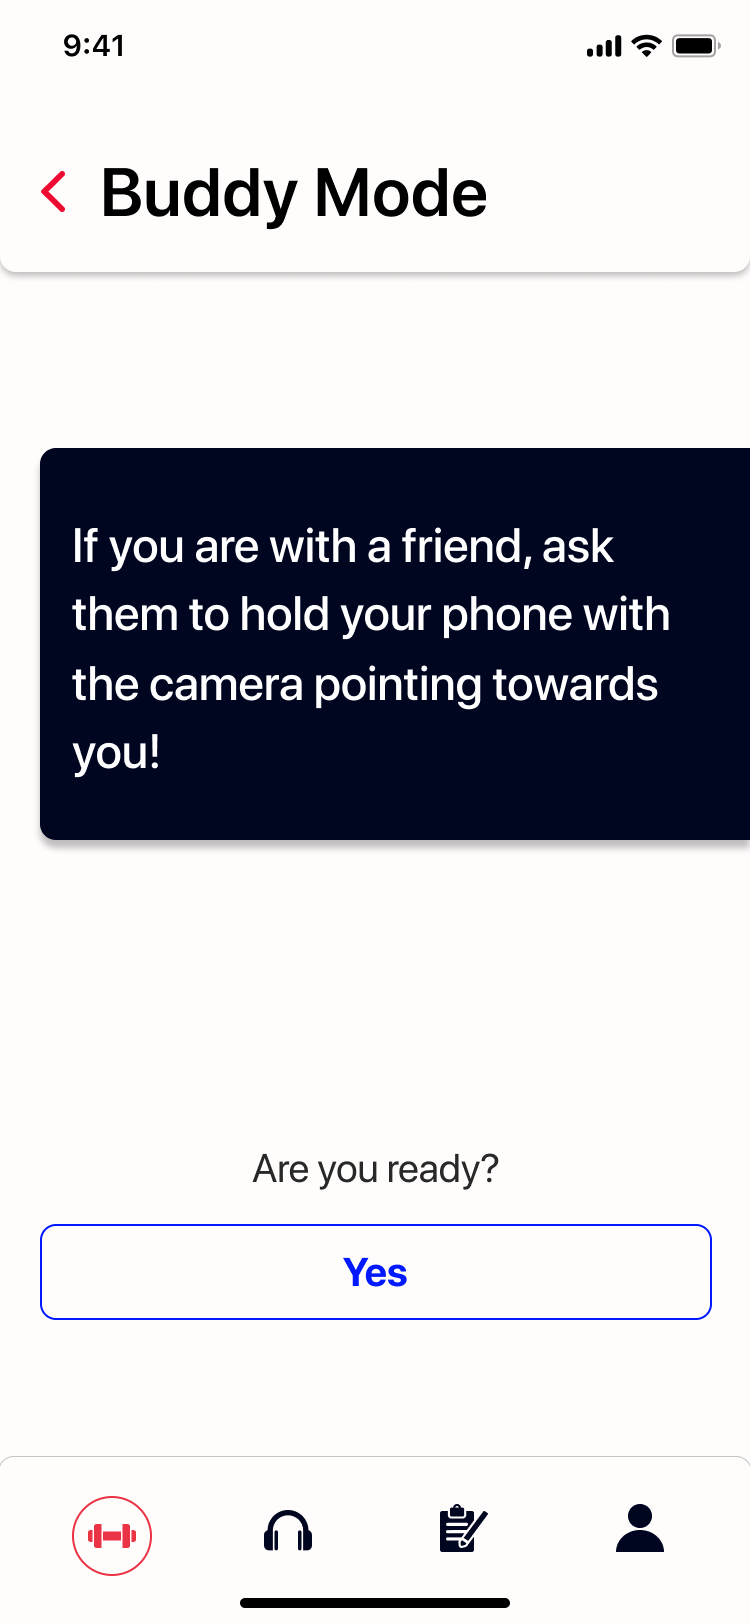 9:41
Buddy Mode
If you are with a friend, ask
them to hold your phone with
the camera pointing towards
you!
Are you ready?
Yes